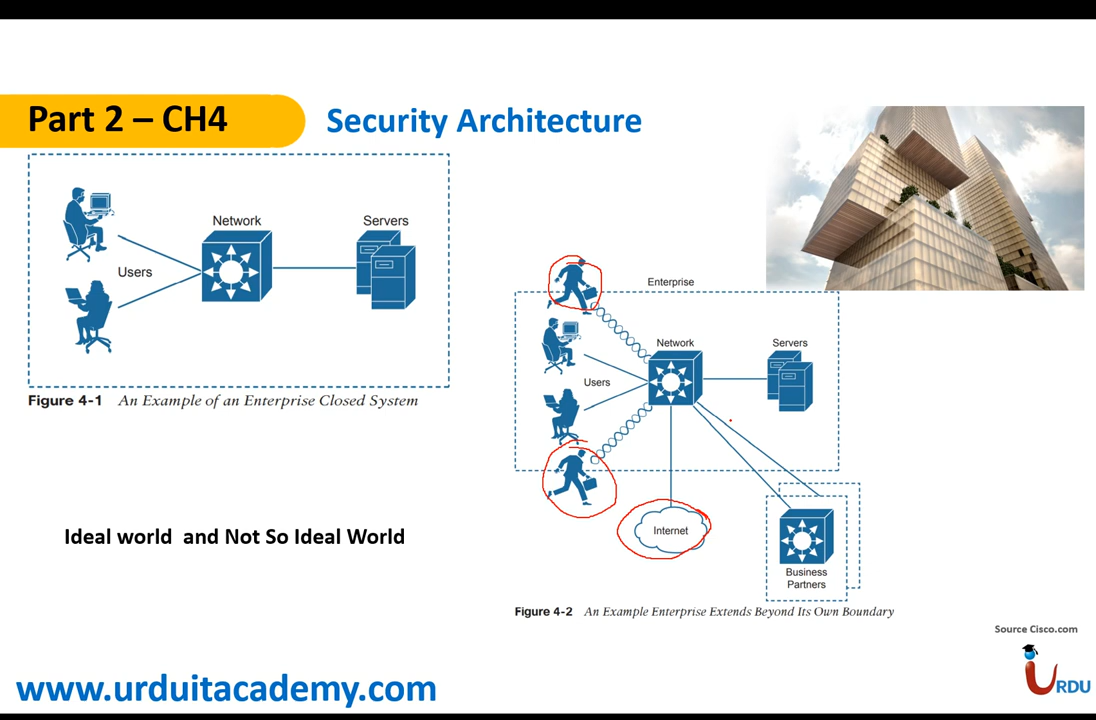 Part 2 – CH4
Security Architecture
Network
Servers
Users
Figure 4-1 An Example of an Enterprise Closed System
Enterprise
Network
Servers
Users
Internet
Business
Partners
Figure 4-2 An Example Enterprise Extends Beyond Its Own Boundary
Ideal world and Not So Ideal World
Source Cisco.com
www.urduitacademy.com
URDU